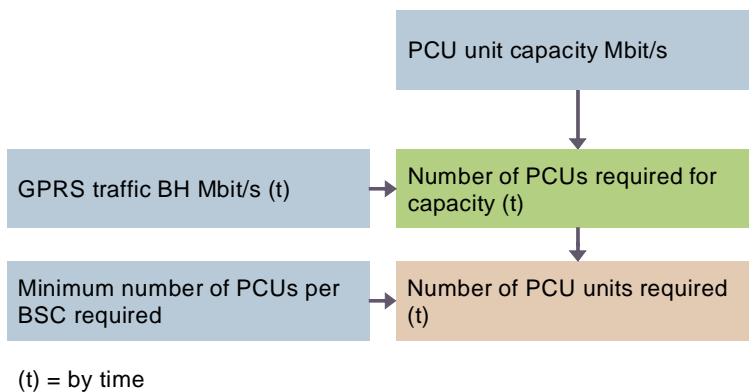 PCU unit capacity Mbit/s
GPRS traffic BH Mbit/s (t)
Number of PCUs required for
capacity (t)
Minimum number of PCUs per
BSC required
Number of PCU units required
(t)
(t) = by time